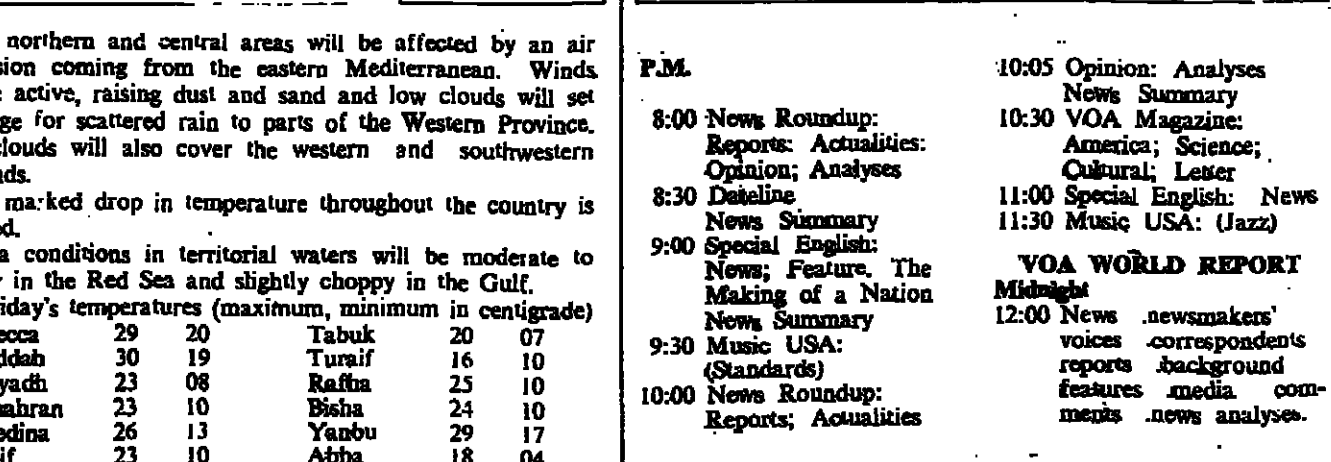 northern and central areas will be affected by an air
sion coming from the eastern Mediterranean. Winds
active, raising dust and sand and low clouds will set
ge for scattered rain to parts of the Western Province.
clouds will also cover the western and southwestern
nds.
marked drop in temperature throughout the country is
ed.
a conditions in territorial waters will be moderate to
in the Red Sea and slightly choppy in the Gulf.
iday's temperatures (maximum, minimum in centigrade)
ecca 29 20 Tabuk 20 07
ddah 30 19 Turaif 16 10
yadh 23 08 Rafha 25 10
ahran 23 10 Bisha 24 10
edina 26 13 Yanbu 29 17
if 23 10 Abha 18 04
P.M.
8:00 News Roundup:
Reports: Actualities:
Opinion; Analyses
8:30 Dateline
News Summary
9:00 Special English:
News; Feature. The
Making of a Nation
News Summary
9:30 Music USA:
(Standards)
10:00 News Roundup:
Reports; Actualities
10:05 Opinion: Analyses
News Summary
10:30 VOA Magazine:
America; Science;
Cultural; Letter
11:00 Special English: News
11:30 Music USA: (Jazz)
VOA WORLD REPORT
Midnight
12:00 News .newsmakers'
voices .correspondents
reports .background
features .media com-
ments .news analyses.